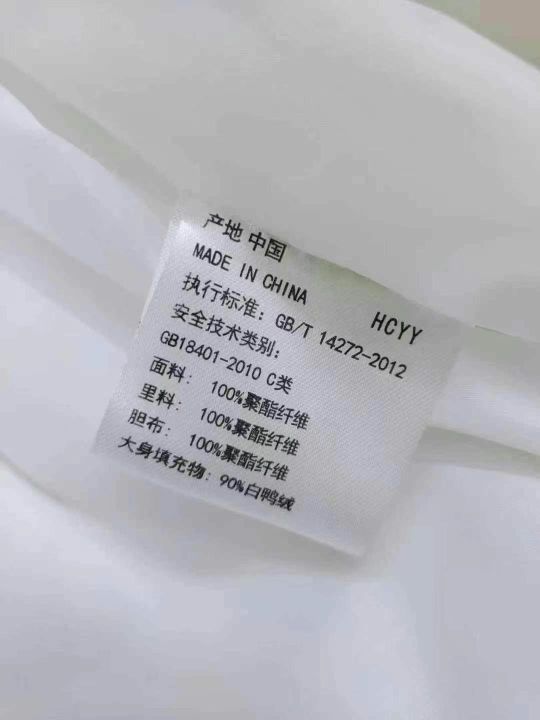 产地 中国
MADE IN CHINA
HCYY
执行标准：GB/T 14272-2012
安全技术类别：
GB18401-2010 C类
面料： 100%聚酯纤维
里料： 100%聚酯纤维
胆布： 100%聚酯纤维
大身填充物：90%白鸭绒